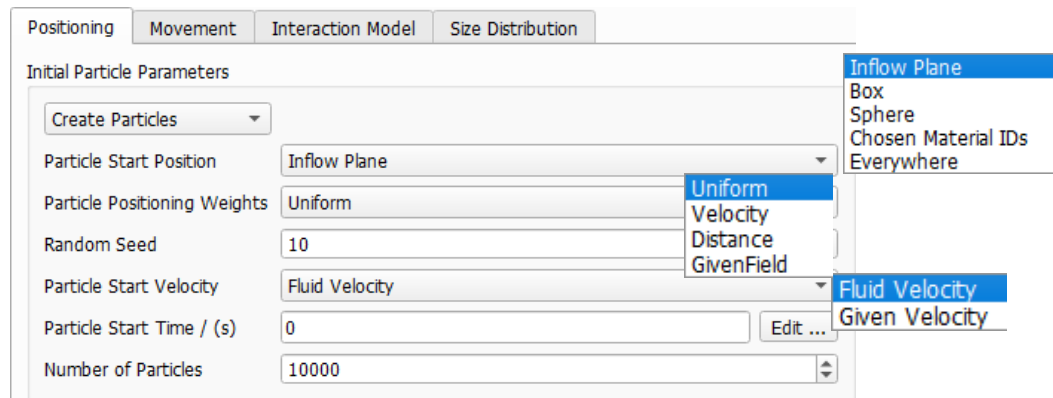 Positioning Movement Interaction Model Size Distribution
Initial Particle Parameters
Create Particles
Particle Start Position Inflow Plane
Particle Positioning Weights Uniform
Random Seed 10
Particle Start Velocity Fluid Velocity
Particle Start Time / (s) 0 Edit ...
Number of Particles 10000
Inflow Plane
Box
Sphere
Chosen Material IDs
Everywhere
Uniform
Velocity
Distance
GivenField
Fluid Velocity
Given Velocity